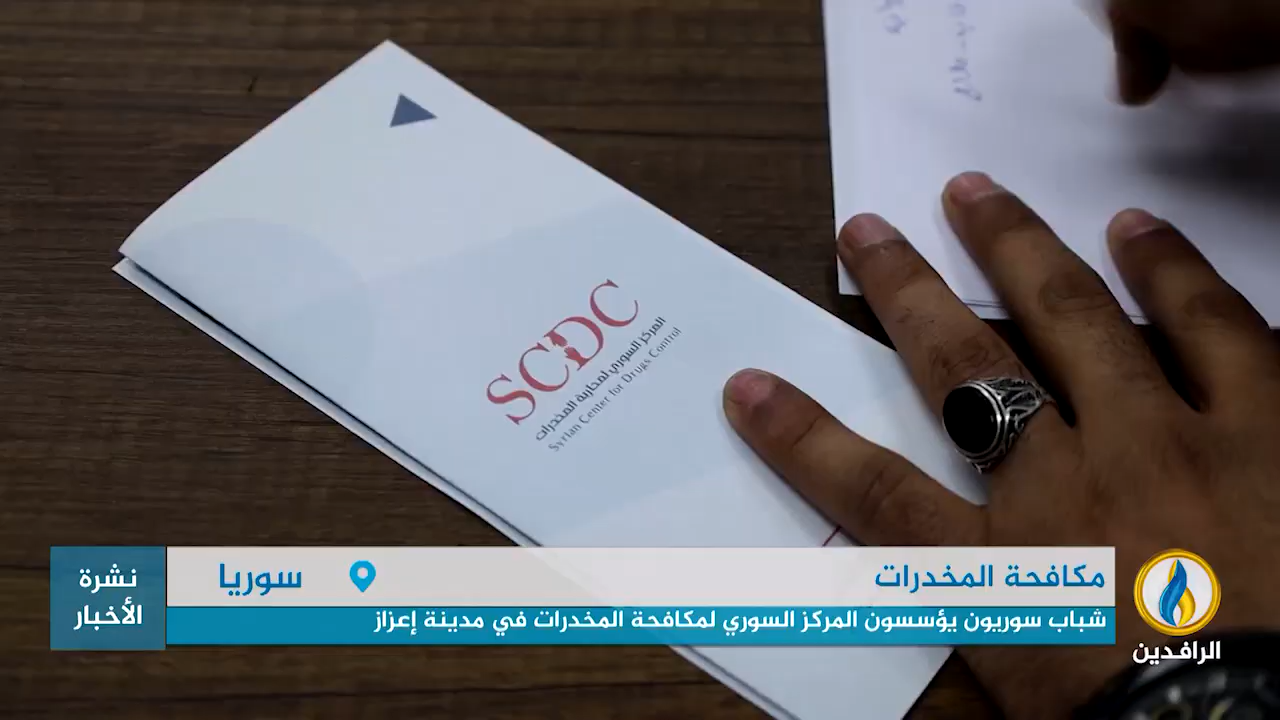 SCDC
المركز السوري لمحاربة المخدرات
Syrian Center for Drugs Control
مكافحة المخدرات
سوريا
شباب سوريون يؤسسون المركز السوري لمكافحة المخدرات في مدينة إعزاز
نشرة
الأخبار
الرافدين